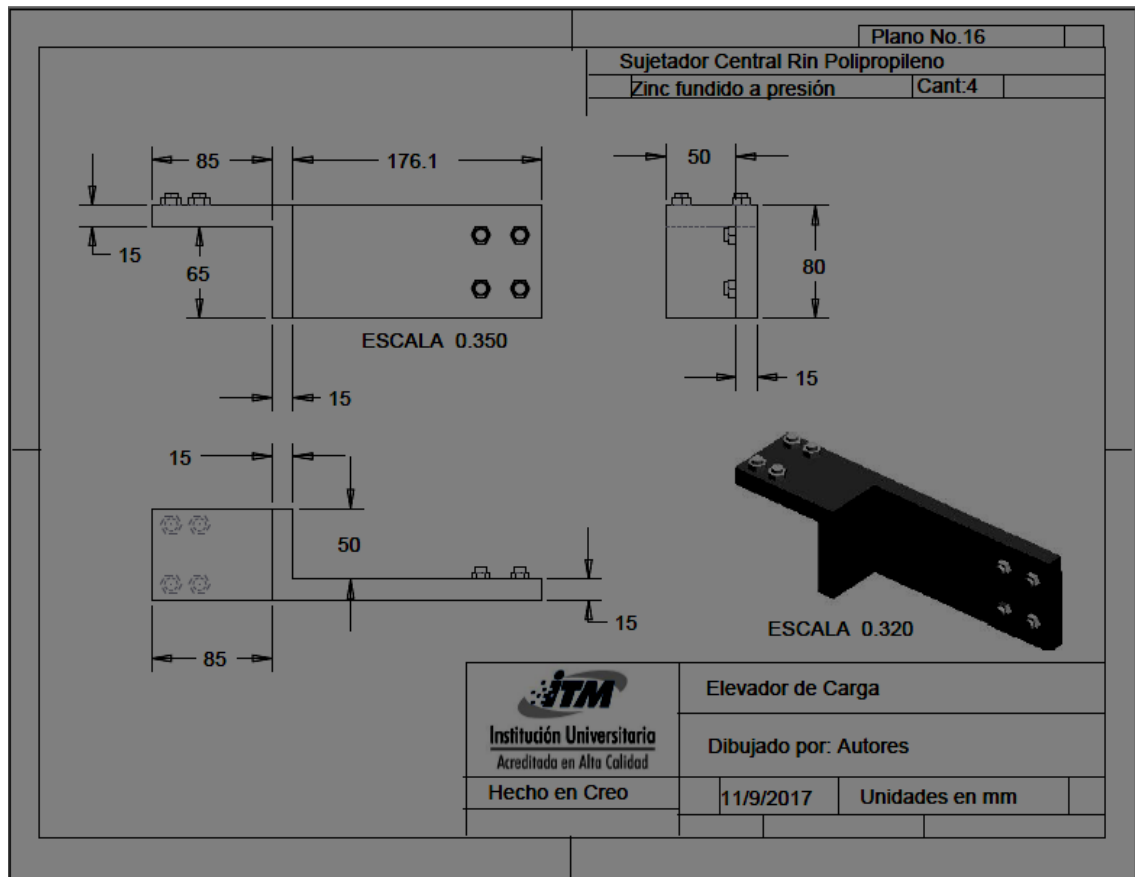 Plano No.16
Sujetador Central Rin Polipropileno
Zinc fundido a presión
Cant:4
85
176.1
50
15
65
80
ESCALA 0.350
15
15
15
50
15
85
ESCALA 0.320
iTM
Institución Universitaria
Acreditada en Alta Calidad
Elevador de Carga
Dibujado por: Autores
Hecho en Creo
11/9/2017
Unidades en mm